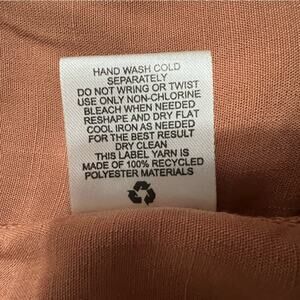 HAND WASH COLD
SEPARATELY
DO NOT WRING OR TWIST
USE ONLY NON-CHLORINE
BLEACH WHEN NEEDED
RESHAPE AND DRY FLAT
COOL IRON AS NEEDED
FOR THE BEST RESULT
DRY CLEAN
THIS LABEL YARN IS
MADE OF 100% RECYCLED
POLYESTER MATERIALS